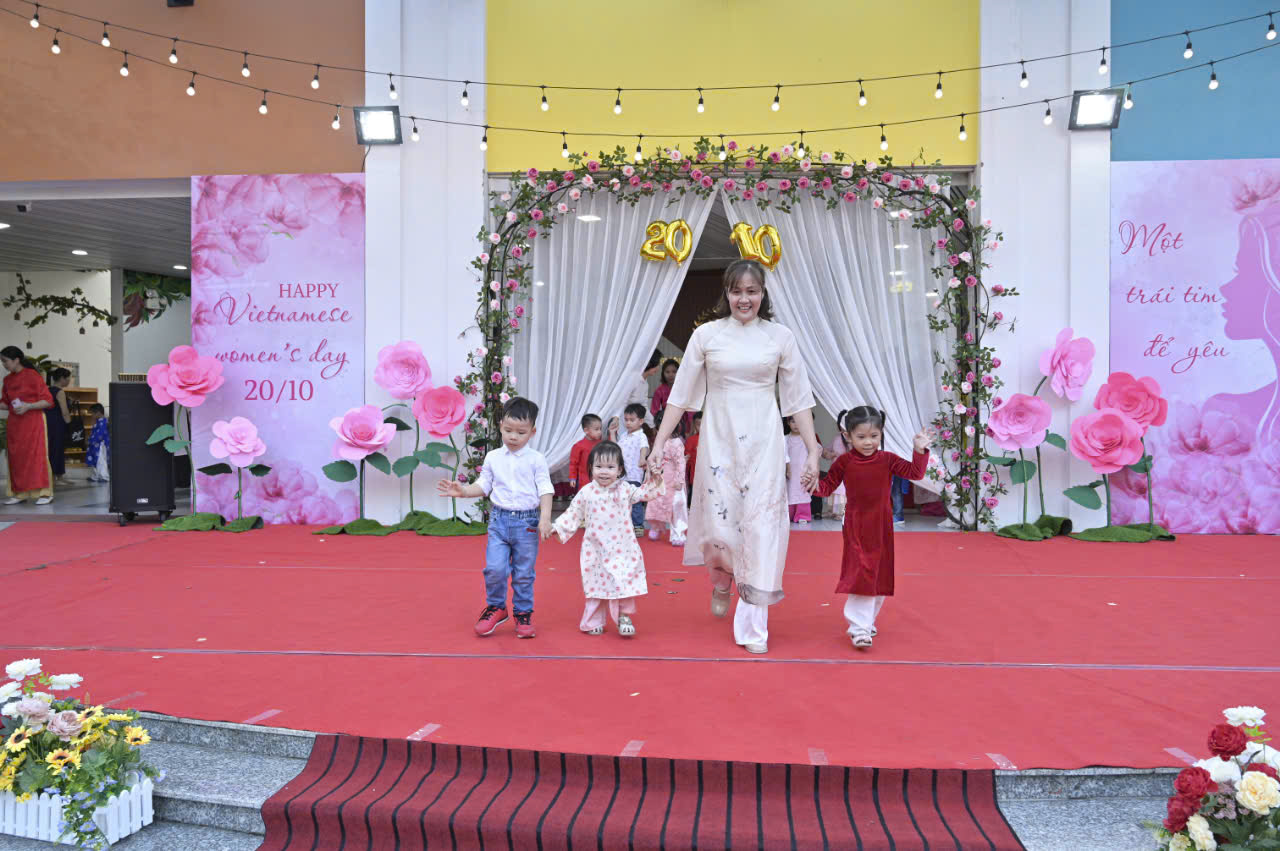 HAPPY
Vietnamese
women's day
20/10
20 10
Một
trái tim
để yêu